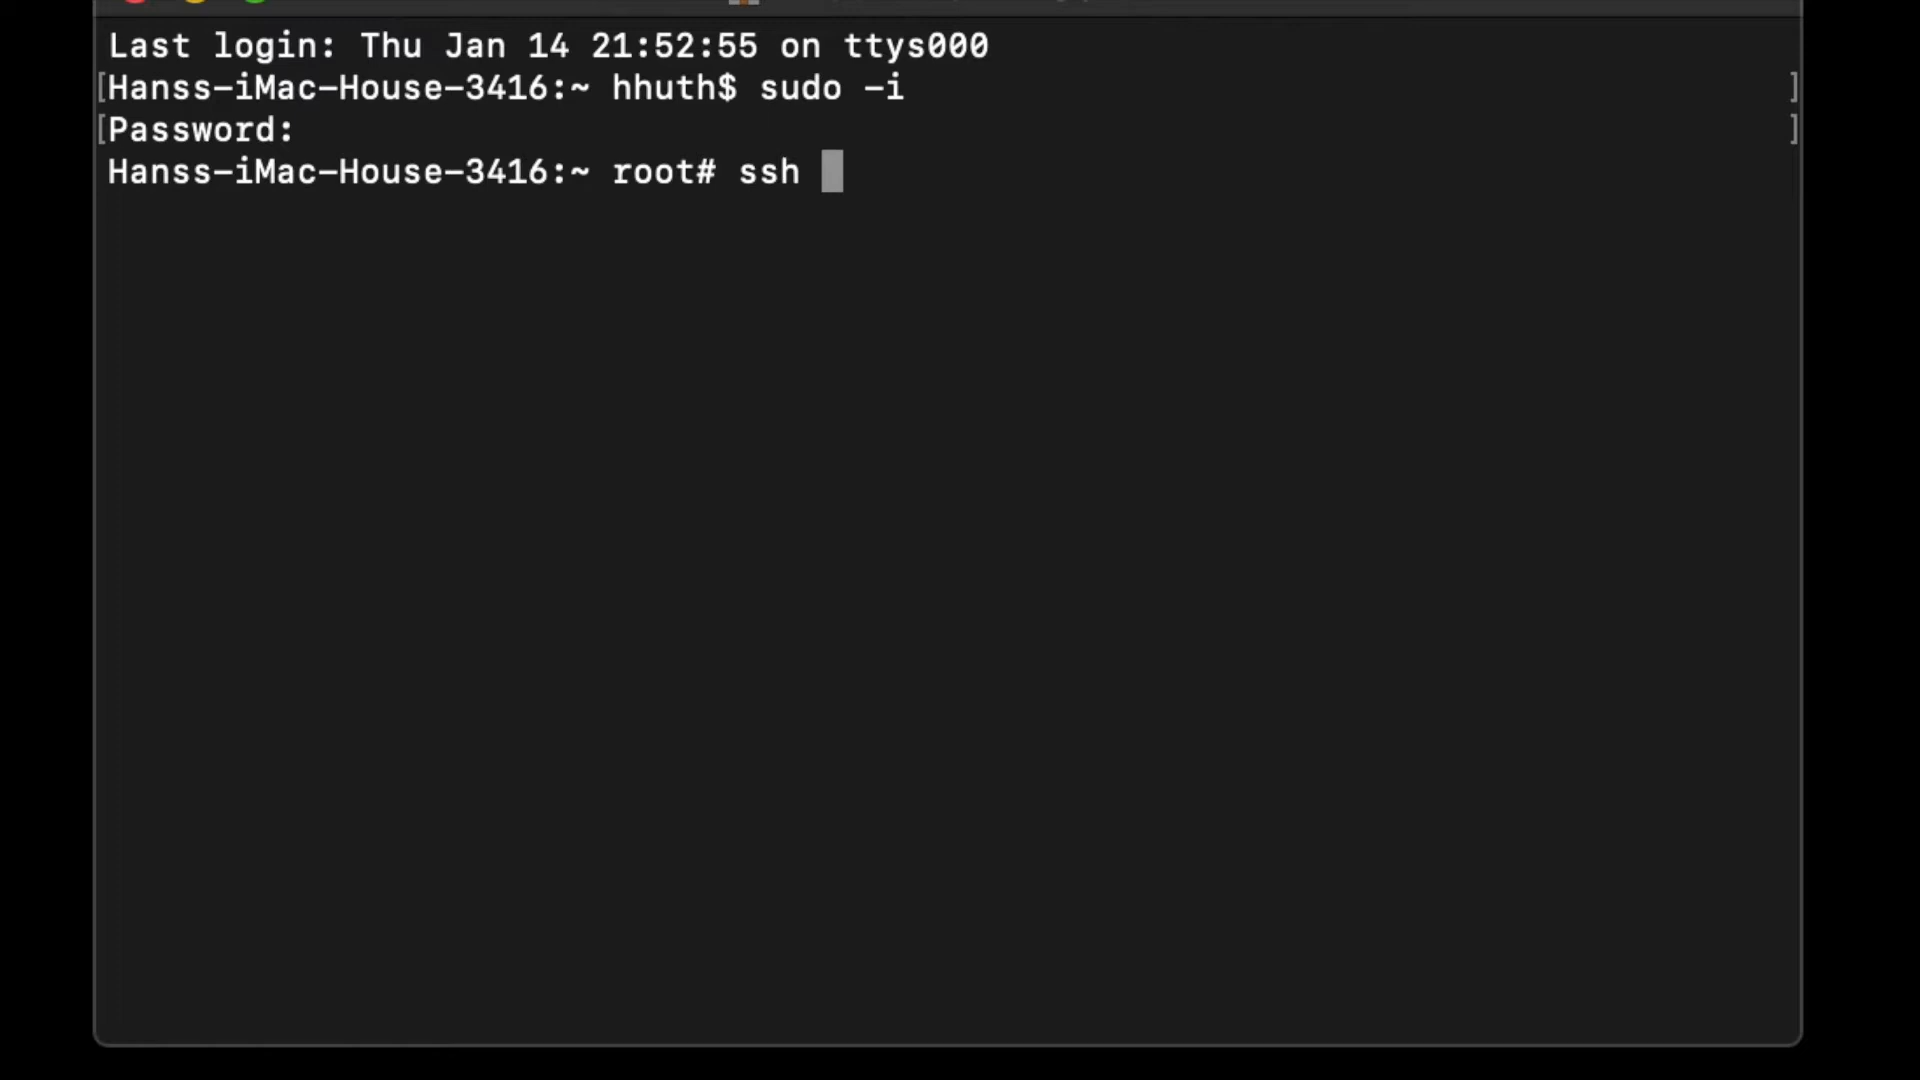 Last login: Thu Jan 14 21:52:55 on ttys000
[Hanss-iMac-House-3416:~ hhuth$ sudo -i ]
[Password: ]
Hanss-iMac-House-3416:~ root# ssh